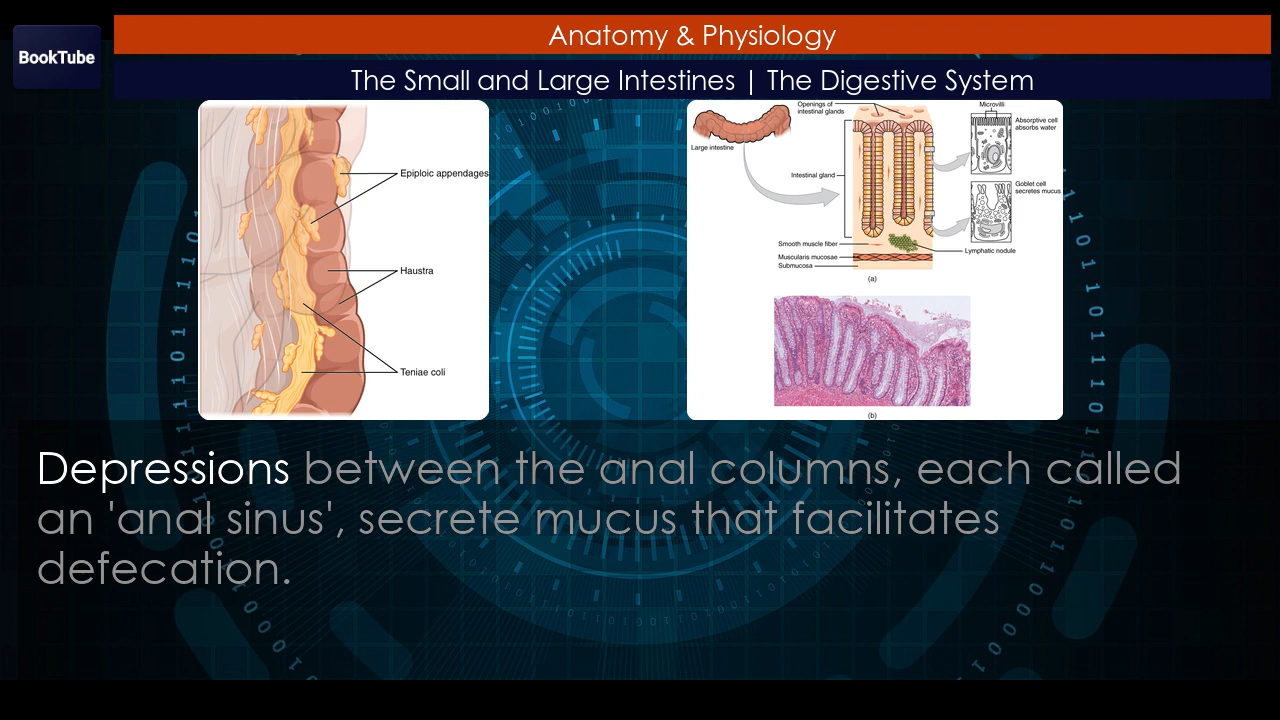 BookTube
Anatomy & Physiology
The Small and Large Intestines | The Digestive System
Epiploic appendages
Haustra
Teniae coli
Large intestine
Openings of
intestinal glands
Intestinal gland
Smooth muscle fiber
Muscularis mucosae
Submucosa
Microvilli
Absorptive cell
absorbs water
Goblet cell
secretes mucus
Lymphatic nodule
(a)
(b)
Depressions between the anal columns, each called
an 'anal sinus', secrete mucus that facilitates
defecation.